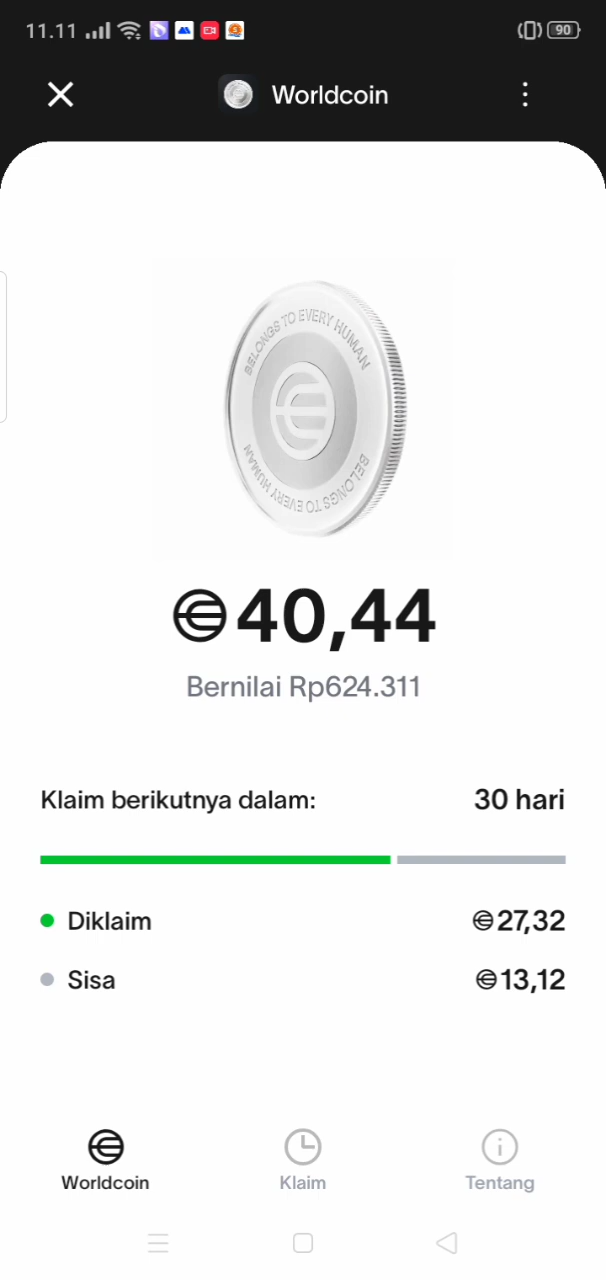 11.11
90
Worldcoin
BELONGS TO EVERY HUMAN
BELONGS TO EVERY HUMAN
40,44
Bernilai Rp624.311
Klaim berikutnya dalam: 30 hari
Diklaim 27,32
Sisa 13,12
Worldcoin Klaim Tentang